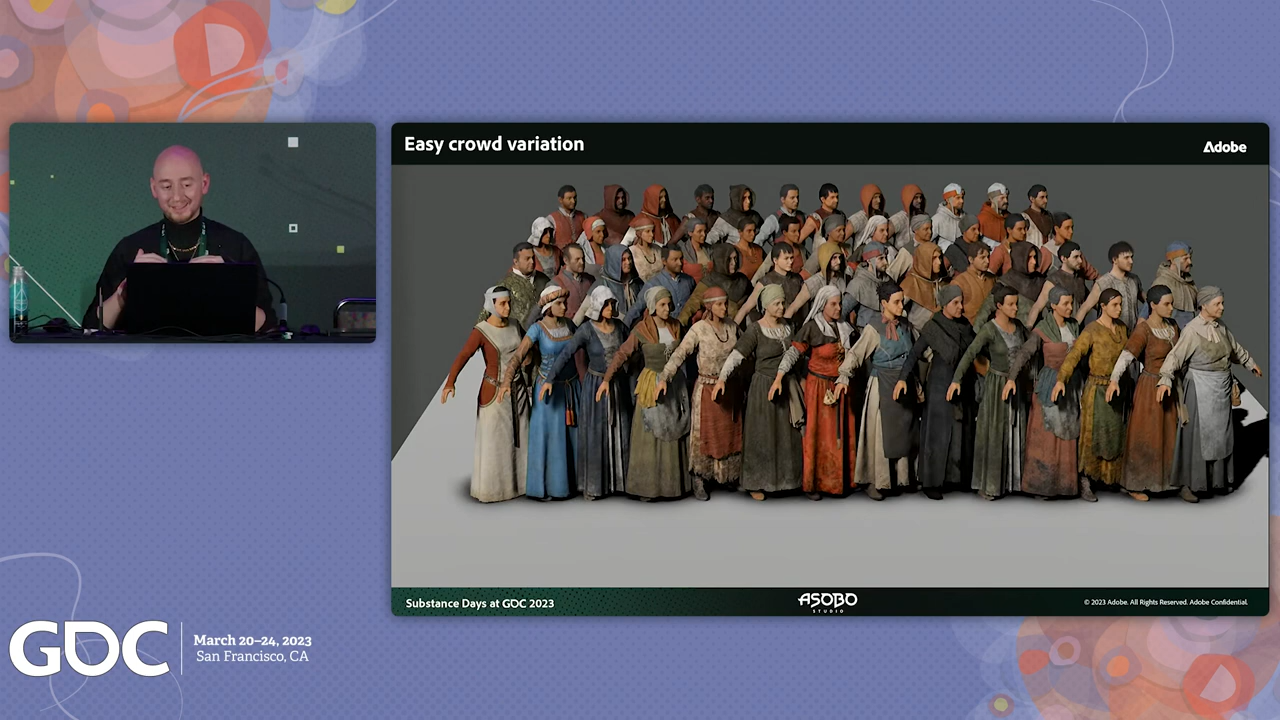 Easy crowd variation
Adobe
Substance Days at GDC 2023
ASOBO
STUDIO
© 2023 Adobe. All Rights Reserved. Adobe Confidential.
GDC
March 20–24, 2023
San Francisco, CA